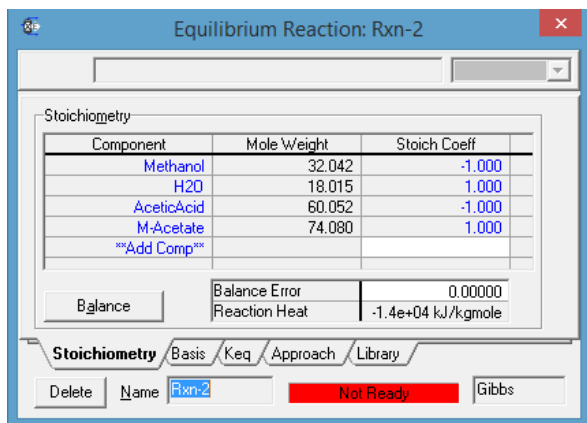 Equilibrium Reaction: Rxn-2
Stoichiometry
Component Mole Weight Stoich Coeff
Methanol 32.042 -1.000
H2O 18.015 1.000
AceticAcid 60.052 -1.000
M-Acetate 74.080 1.000
**Add Comp**
Balance
Balance Error 0.00000
Reaction Heat -1.4e+04 kJ/kgmole
Stoichiometry Basis Keq Approach Library
Delete Name Rxn-2 Not Ready Gibbs